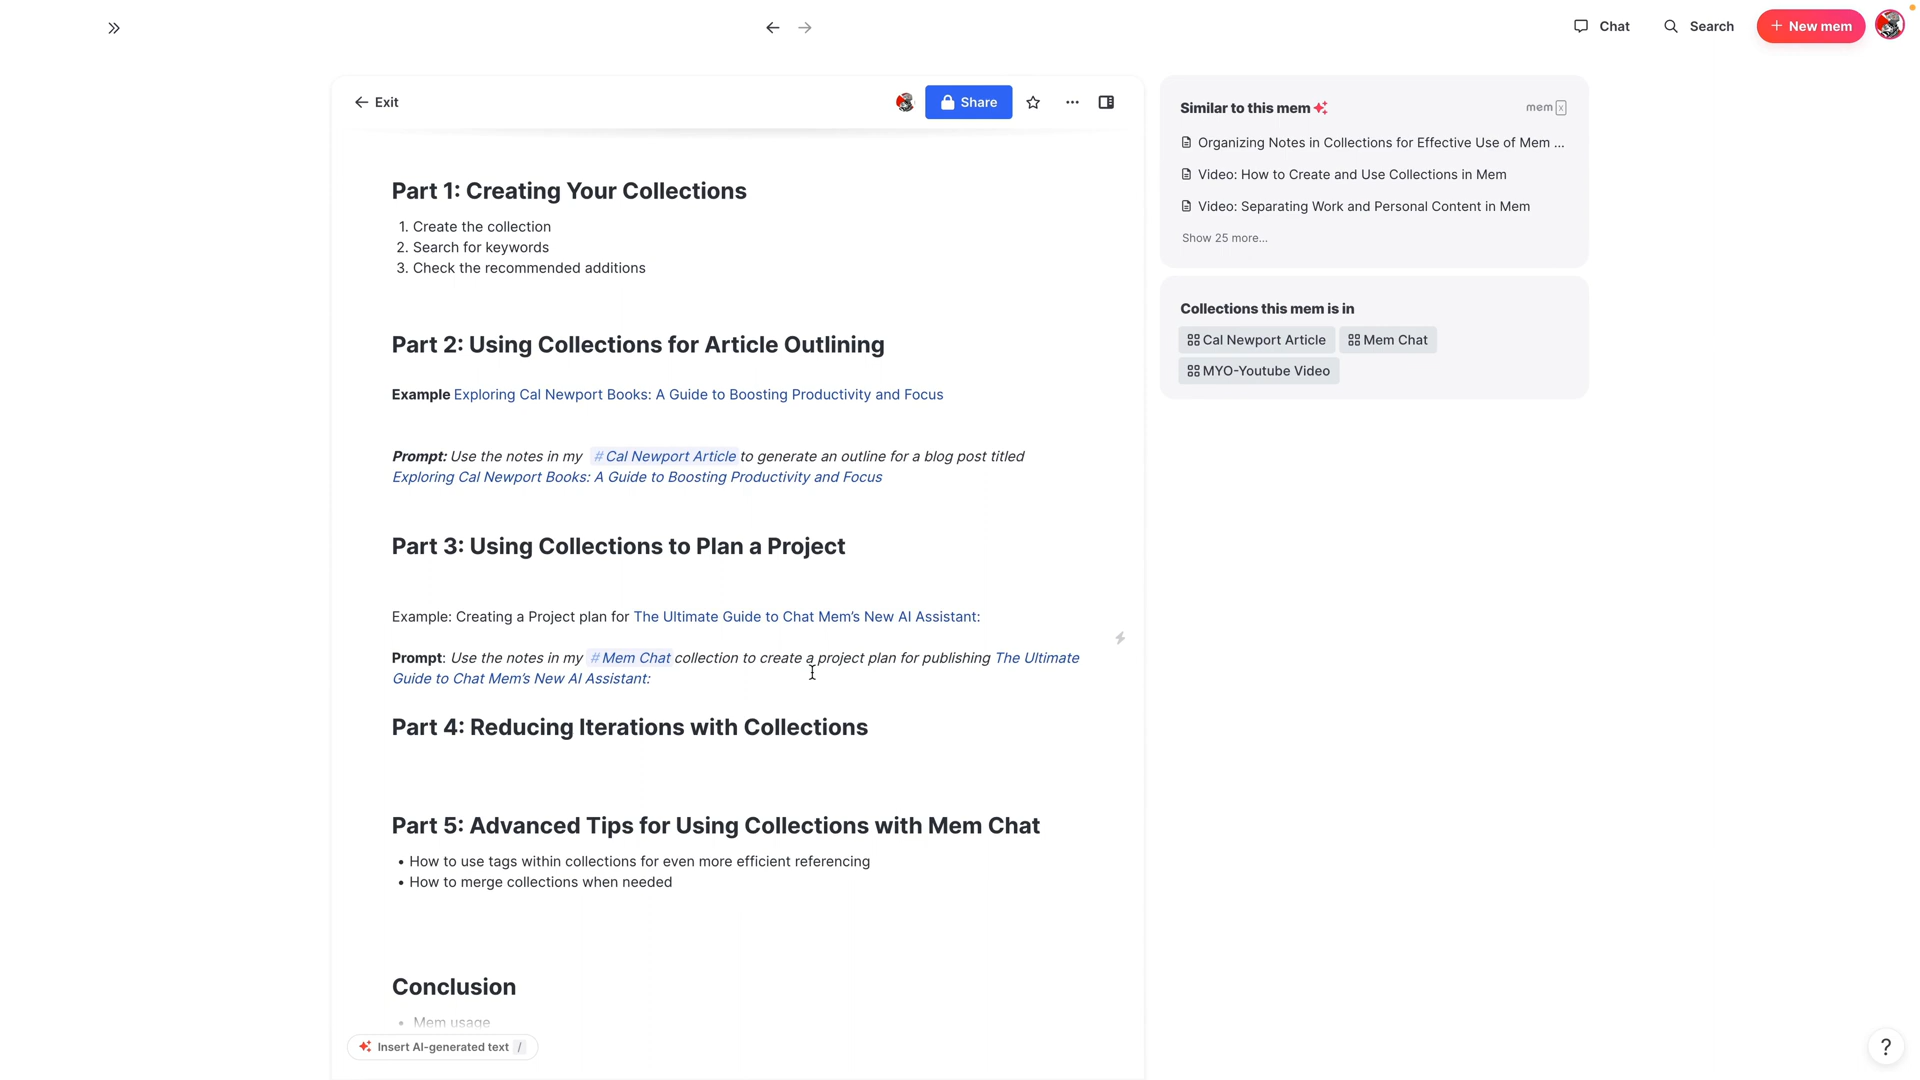 Chat
Search
+ New mem
Exit
Share
Part 1: Creating Your Collections
1. Create the collection
2. Search for keywords
3. Check the recommended additions
Part 2: Using Collections for Article Outlining
Example Exploring Cal Newport Books: A Guide to Boosting Productivity and Focus
Prompt: Use the notes in my #Cal Newport Article to generate an outline for a blog post titled
Exploring Cal Newport Books: A Guide to Boosting Productivity and Focus
Part 3: Using Collections to Plan a Project
Example: Creating a Project plan for The Ultimate Guide to Chat Mem's New AI Assistant:
Prompt: Use the notes in my #Mem Chat collection to create a project plan for publishing The Ultimate
Guide to Chat Mem's New AI Assistant:
Part 4: Reducing Iterations with Collections
Part 5: Advanced Tips for Using Collections with Mem Chat
• How to use tags within collections for even more efficient referencing
• How to merge collections when needed
Conclusion
• Mem usage
Insert AI-generated text /
Similar to this mem
mem x
Organizing Notes in Collections for Effective Use of Mem ...
Video: How to Create and Use Collections in Mem
Video: Separating Work and Personal Content in Mem
Show 25 more...
Collections this mem is in
Cal Newport Article
Mem Chat
MYO-Youtube Video
?